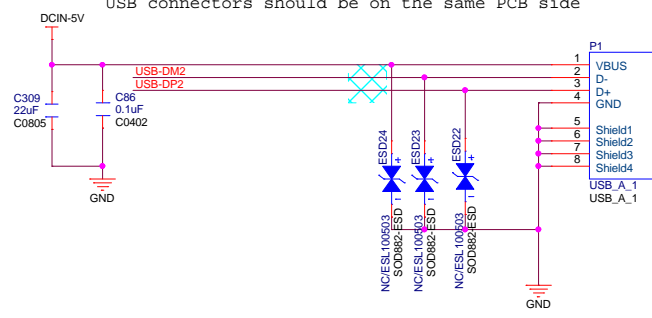 USB connectors should be on the same PCB side
DCIN-5V
P1
USB-DM2
USB-DP2
1
2
3
4
5
6
7
8
VBUS
D-
D+
GND
Shield1
Shield2
Shield3
Shield4
USB_A_1
USB_A_1
C309
22uF
C0805
C86
0.1uF
C0402
GND
ESD24
+
-
NC/ESL100503
SOD882-ESD
ESD23
+
-
NC/ESL100503
SOD882-ESD
ESD22
+
-
NC/ESL100503
SOD882-ESD
GND